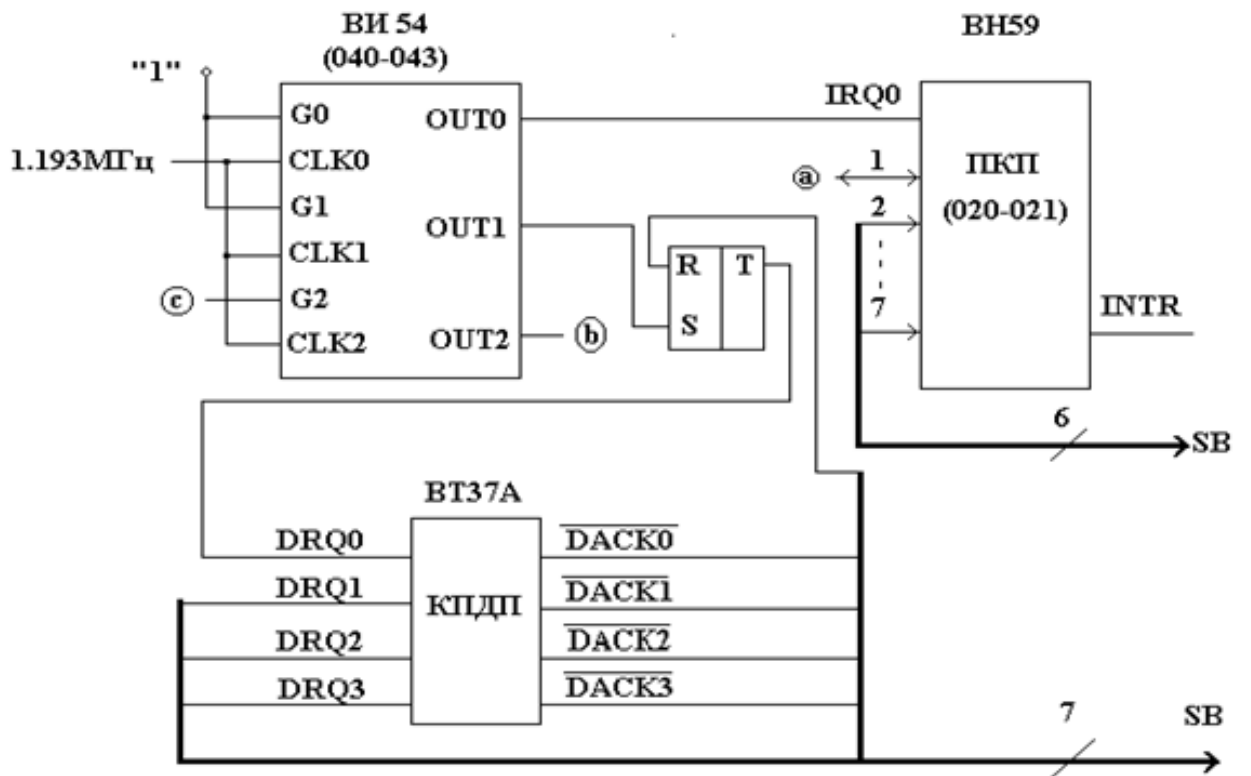 ВИ 54
(040-043)
ВН59
"1"
1.193МГц
G0
CLK0
G1
CLK1
G2
CLK2
OUT0
OUT1
OUT2
c
b
IRQ0
a
1
2
7
ПКП
(020-021)
INTR
R
T
S
6
SB
ВТ37А
DRQ0
DRQ1
DRQ2
DRQ3
КПДП
DACK0
DACK1
DACK2
DACK3
7
SB